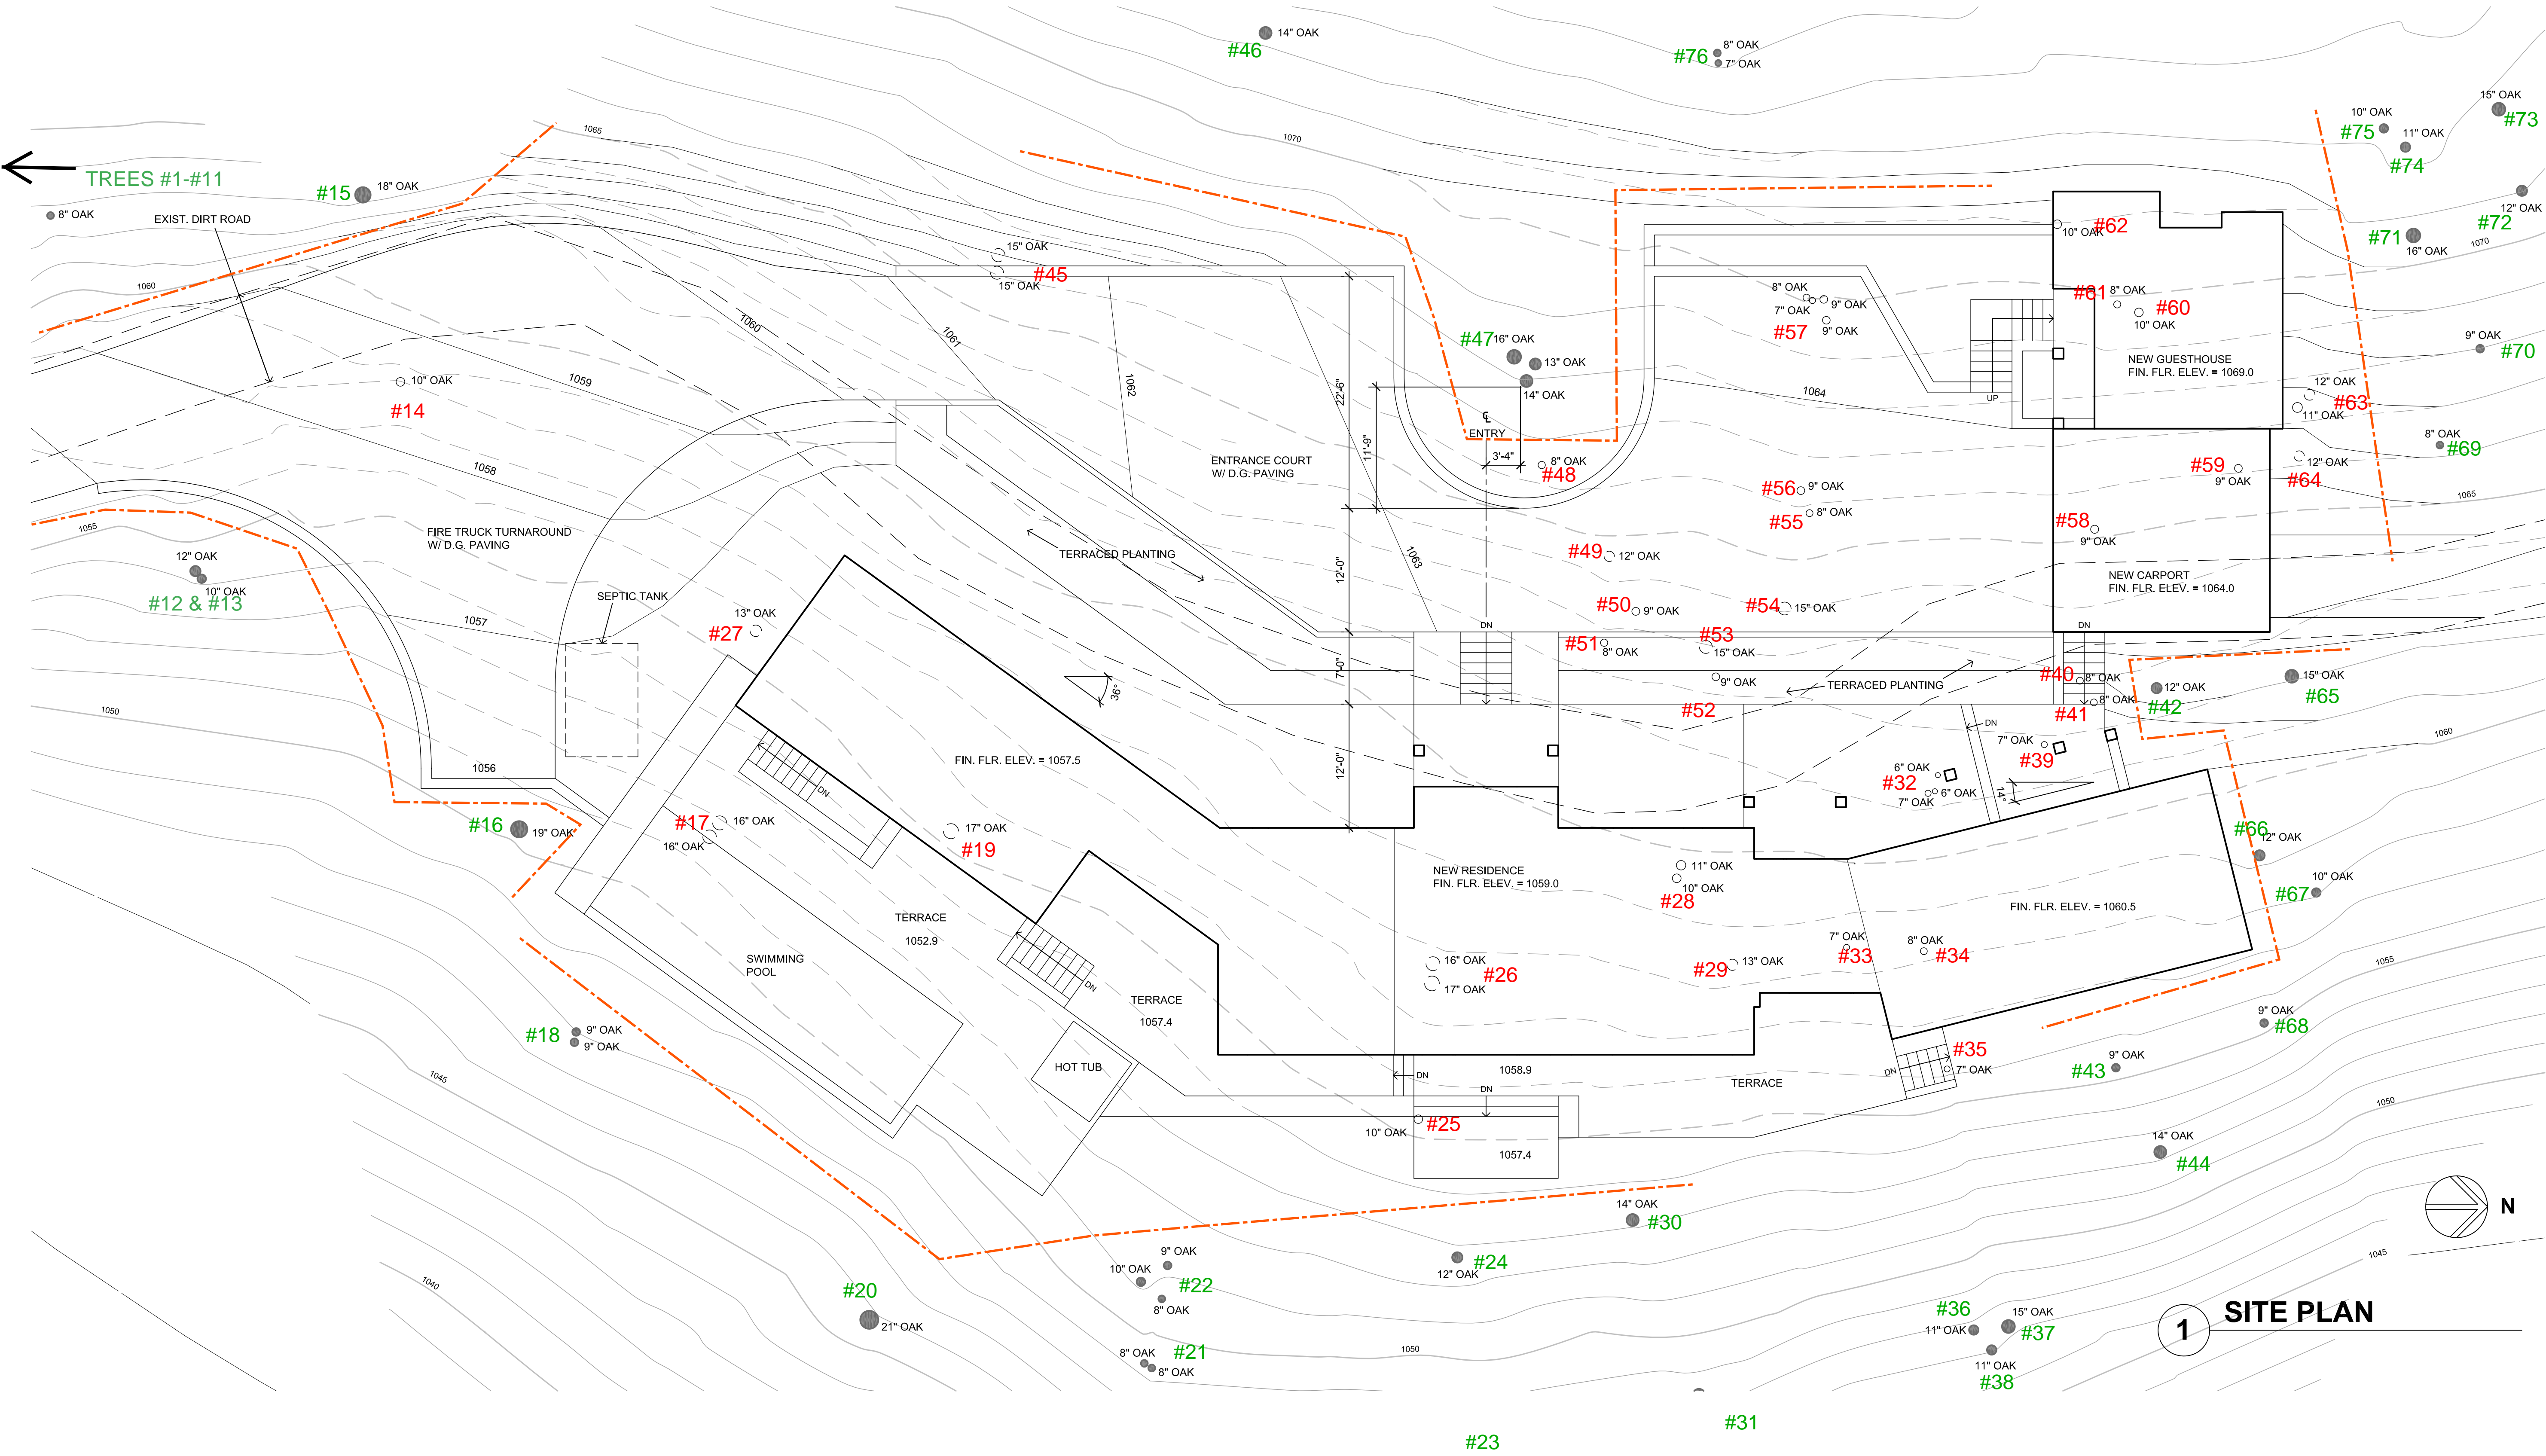 14" OAK
#46
8" OAK
#76
7" OAK
15" OAK
#73
10" OAK
#75
11" OAK
#74
1065
1070
TREES #1-#11
#15
18" OAK
8" OAK
EXIST. DIRT ROAD
12" OAK
#72
#71
16" OAK
1070
#62
10" OAK
15" OAK
#45
15" OAK
1060
8" OAK
7" OAK
9" OAK
#57
9" OAK
#61
8" OAK
#60
10" OAK
1060
1061
#47
16" OAK
13" OAK
14" OAK
9" OAK
#70
NEW GUESTHOUSE
FIN. FLR. ELEV. = 1069.0
10" OAK
#14
1059
1062
22'-6"
11'-9"
1064
UP
12" OAK
#63
11" OAK
℄
ENTRY
3'-4"
8" OAK
#69
1058
ENTRANCE COURT
W/ D.G. PAVING
8" OAK
#48
#59
9" OAK
12" OAK
#64
#56
9" OAK
1065
1055
FIRE TRUCK TURNAROUND
W/ D.G. PAVING
#55
8" OAK
#58
9" OAK
12" OAK
10" OAK
#12 & #13
TERRACED PLANTING
1063
12'-0"
#49
12" OAK
NEW CARPORT
FIN. FLR. ELEV. = 1064.0
SEPTIC TANK
1057
13" OAK
#27
#50
9" OAK
#54
15" OAK
DN
DN
#51
8" OAK
#53
15" OAK
7'-0"
36°
9" OAK
#52
TERRACED PLANTING
#40
8" OAK
8" OAK
#41
12" OAK
#42
15" OAK
#65
1050
DN
7" OAK
#39
1060
1056
FIN. FLR. ELEV. = 1057.5
12'-0"
6" OAK
#32
7" OAK
6" OAK
14°
DN
#16
19" OAK
#17
16" OAK
16" OAK
17" OAK
#19
#66
12" OAK
NEW RESIDENCE
FIN. FLR. ELEV. = 1059.0
11" OAK
10" OAK
#28
10" OAK
#67
TERRACE
1052.9
FIN. FLR. ELEV. = 1060.5
7" OAK
#33
8" OAK
#34
SWIMMING
POOL
16" OAK
#26
17" OAK
#29
13" OAK
1055
DN
TERRACE
1057.4
#18
9" OAK
9" OAK
9" OAK
#68
#35
7" OAK
DN
9" OAK
#43
1045
HOT TUB
DN
1058.9
DN
TERRACE
1050
10" OAK
#25
1057.4
14" OAK
#44
14" OAK
#30
N
9" OAK
10" OAK
#22
8" OAK
12" OAK
#24
1045
1040
#20
21" OAK
#36
11" OAK
15" OAK
#37
11" OAK
#38
1
SITE PLAN
8" OAK
#21
8" OAK
1050
#31
#23